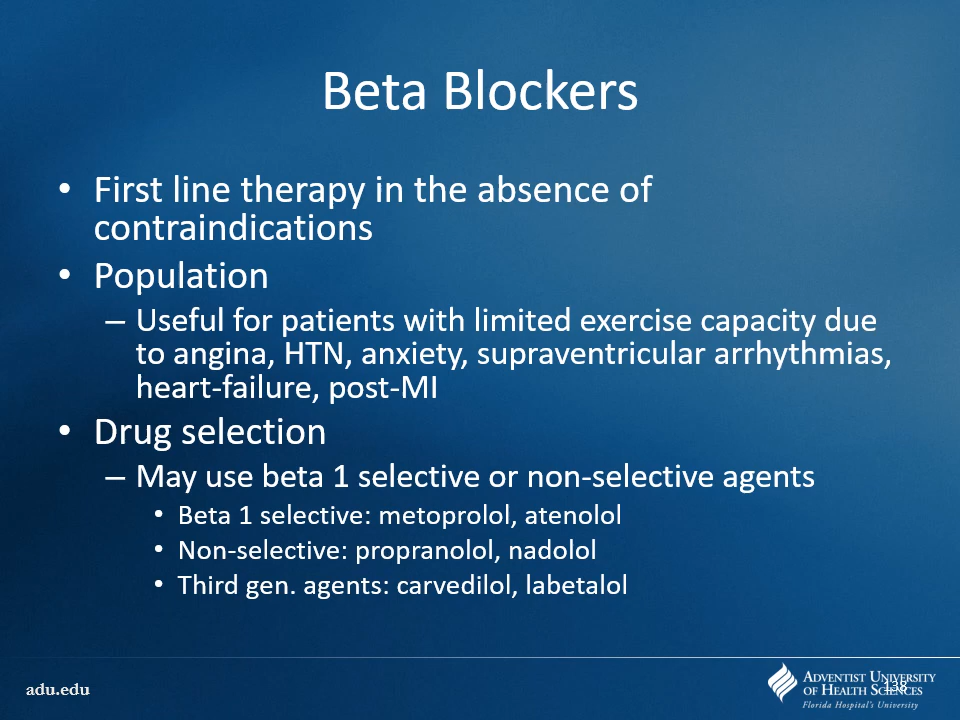 Beta Blockers
• First line therapy in the absence of
contraindications
• Population
– Useful for patients with limited exercise capacity due
to angina, HTN, anxiety, supraventricular arrhythmias,
heart-failure, post-MI
• Drug selection
– May use beta 1 selective or non-selective agents
• Beta 1 selective: metoprolol, atenolol
• Non-selective: propranolol, nadolol
• Third gen. agents: carvedilol, labetalol
adu.edu
ADVENTIST UNIVERSITY
OF HEALTH SCIENCES
Florida Hospital's University
138